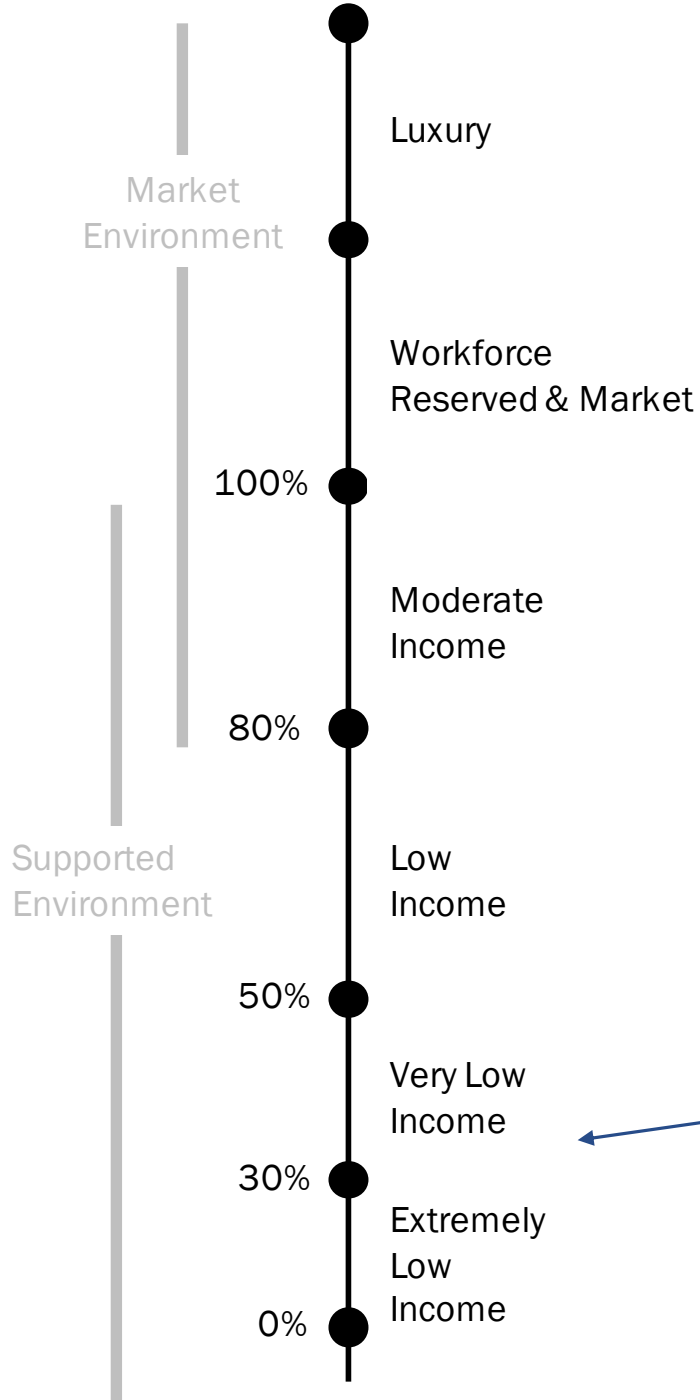 Luxury
Market
Environment
Workforce
Reserved & Market
100%
Moderate
Income
80%
Supported
Environment
Low
Income
50%
Very Low
Income
30%
Extremely
Low
Income
0%